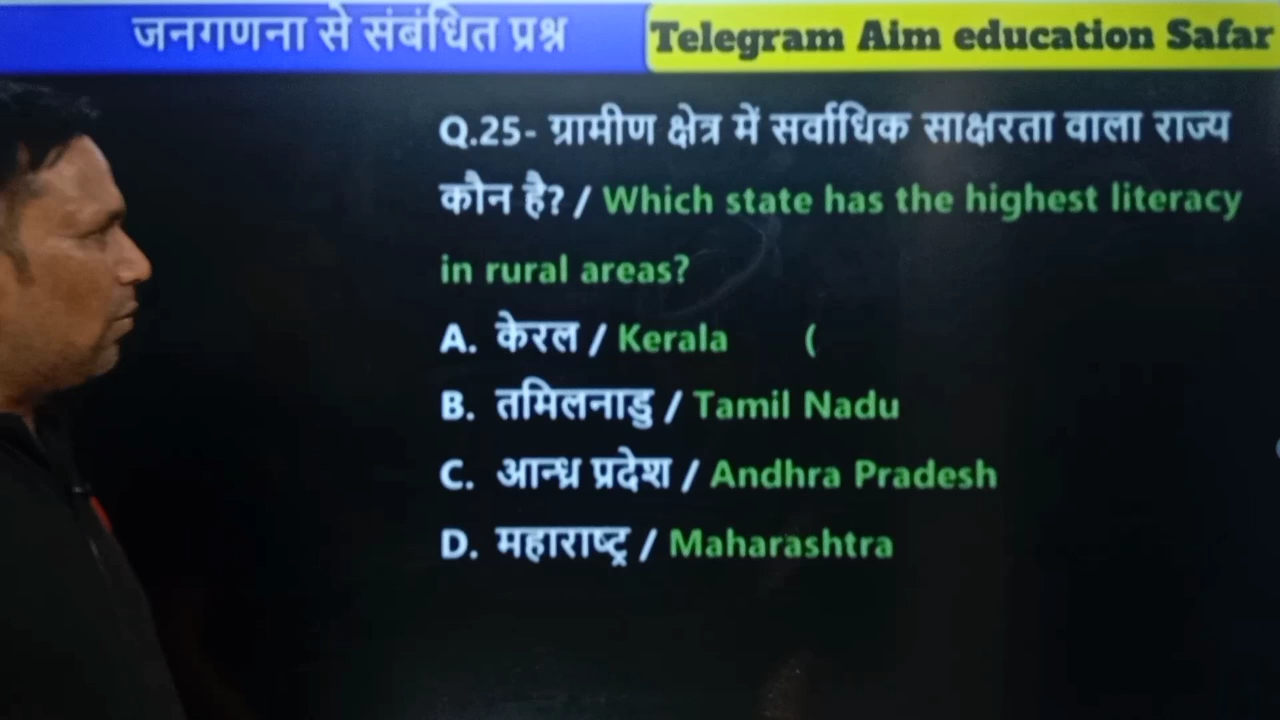 जनगणना से संबंधित प्रश्न
Telegram Aim education Safar
Q.25- ग्रामीण क्षेत्र में सर्वाधिक साक्षरता वाला राज्य
कौन है? / Which state has the highest literacy
in rural areas?
A. केरल / Kerala (
B. तमिलनाडु / Tamil Nadu
C. आन्ध्र प्रदेश / Andhra Pradesh
D. महाराष्ट्र / Maharashtra